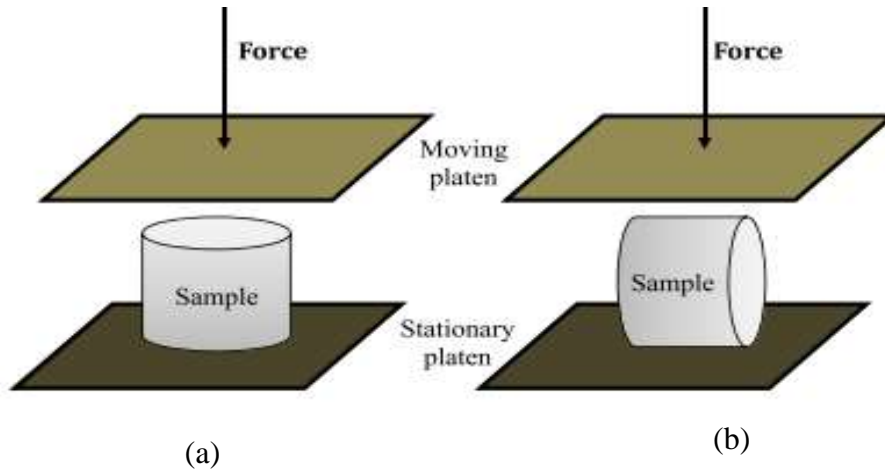 Force
Force
Moving
platen
Sample
Sample
Stationary
platen
(a)
(b)